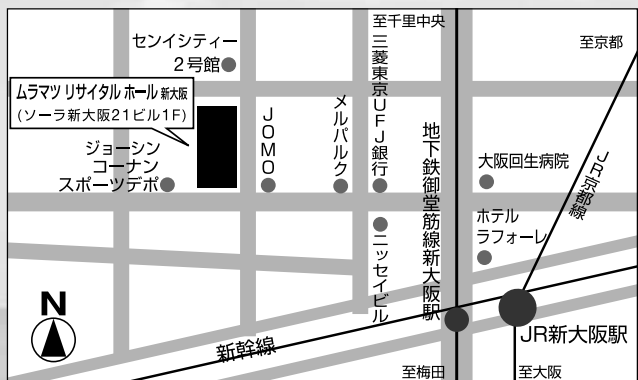 至千里中央
センイシティー
2号館
三菱東京UFJ銀行
至京都
ムラマツ リサイタル ホール 新大阪
(ソーラ新大阪21ビル1F)
JOMO
メルパルク
地下鉄御堂筋線新大阪駅
JR京都線
ジョーシン
コーナン
スポーツデポ
大阪回生病院
ホテル
ラフォーレ
ニッセイビル
N
新幹線
JR新大阪駅
至梅田
至大阪